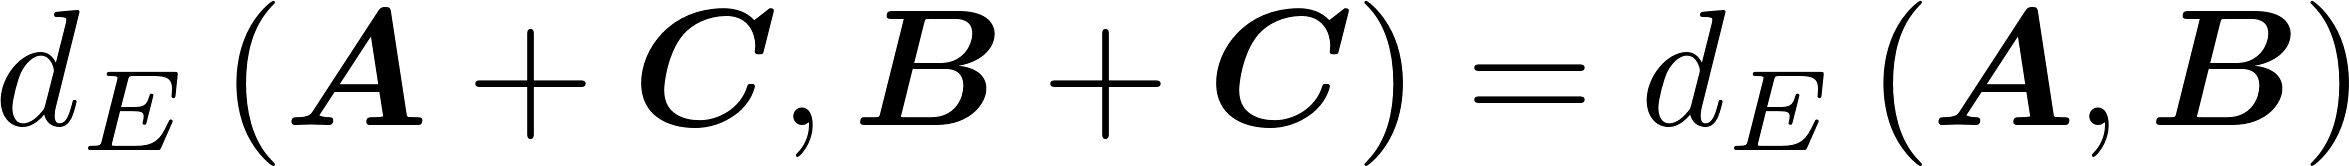 d_E (A + C, B + C) = d_E (A, B)